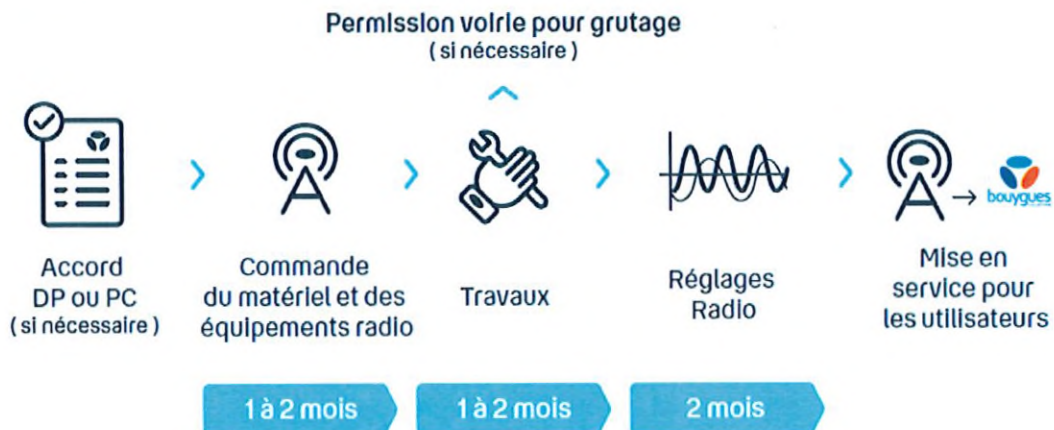 Permission voirie pour grutage
( si nécessaire )
Accord
DP ou PC
( si nécessaire )
Commande
du matériel et des
équipements radio
Travaux
Réglages
Radio
bouygues
Mise en
service pour
les utilisateurs
1 à 2 mois
1 à 2 mois
2 mois